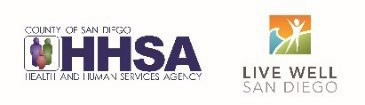 COUNTY OF SAN DIEGO
HHSA
HEALTH AND HUMAN SERVICES AGENCY
LIVE WELL
SAN DIEGO